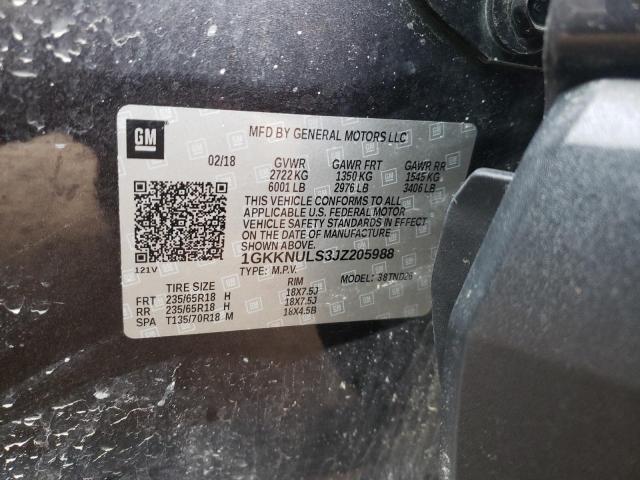 GM
MFD BY GENERAL MOTORS LLC
02/18 GVWR GAWR FRT GAWR RR
2722 KG 1350 KG 1545 KG
6001 LB 2976 LB 3406 LB
THIS VEHICLE CONFORMS TO ALL
APPLICABLE U.S. FEDERAL MOTOR
VEHICLE SAFETY STANDARDS IN EFFECT
ON THE DATE OF MANUFACTURE
SHOWN ABOVE.
1GKKNULS3JZ205988
121V TYPE: M.P.V.
MODEL: 38TND26
TIRE SIZE RIM
FRT 235/65R18 H 18X7.5J
RR 235/65R18 H 18X7.5J
SPA T135/70R18 M 18X4.5B